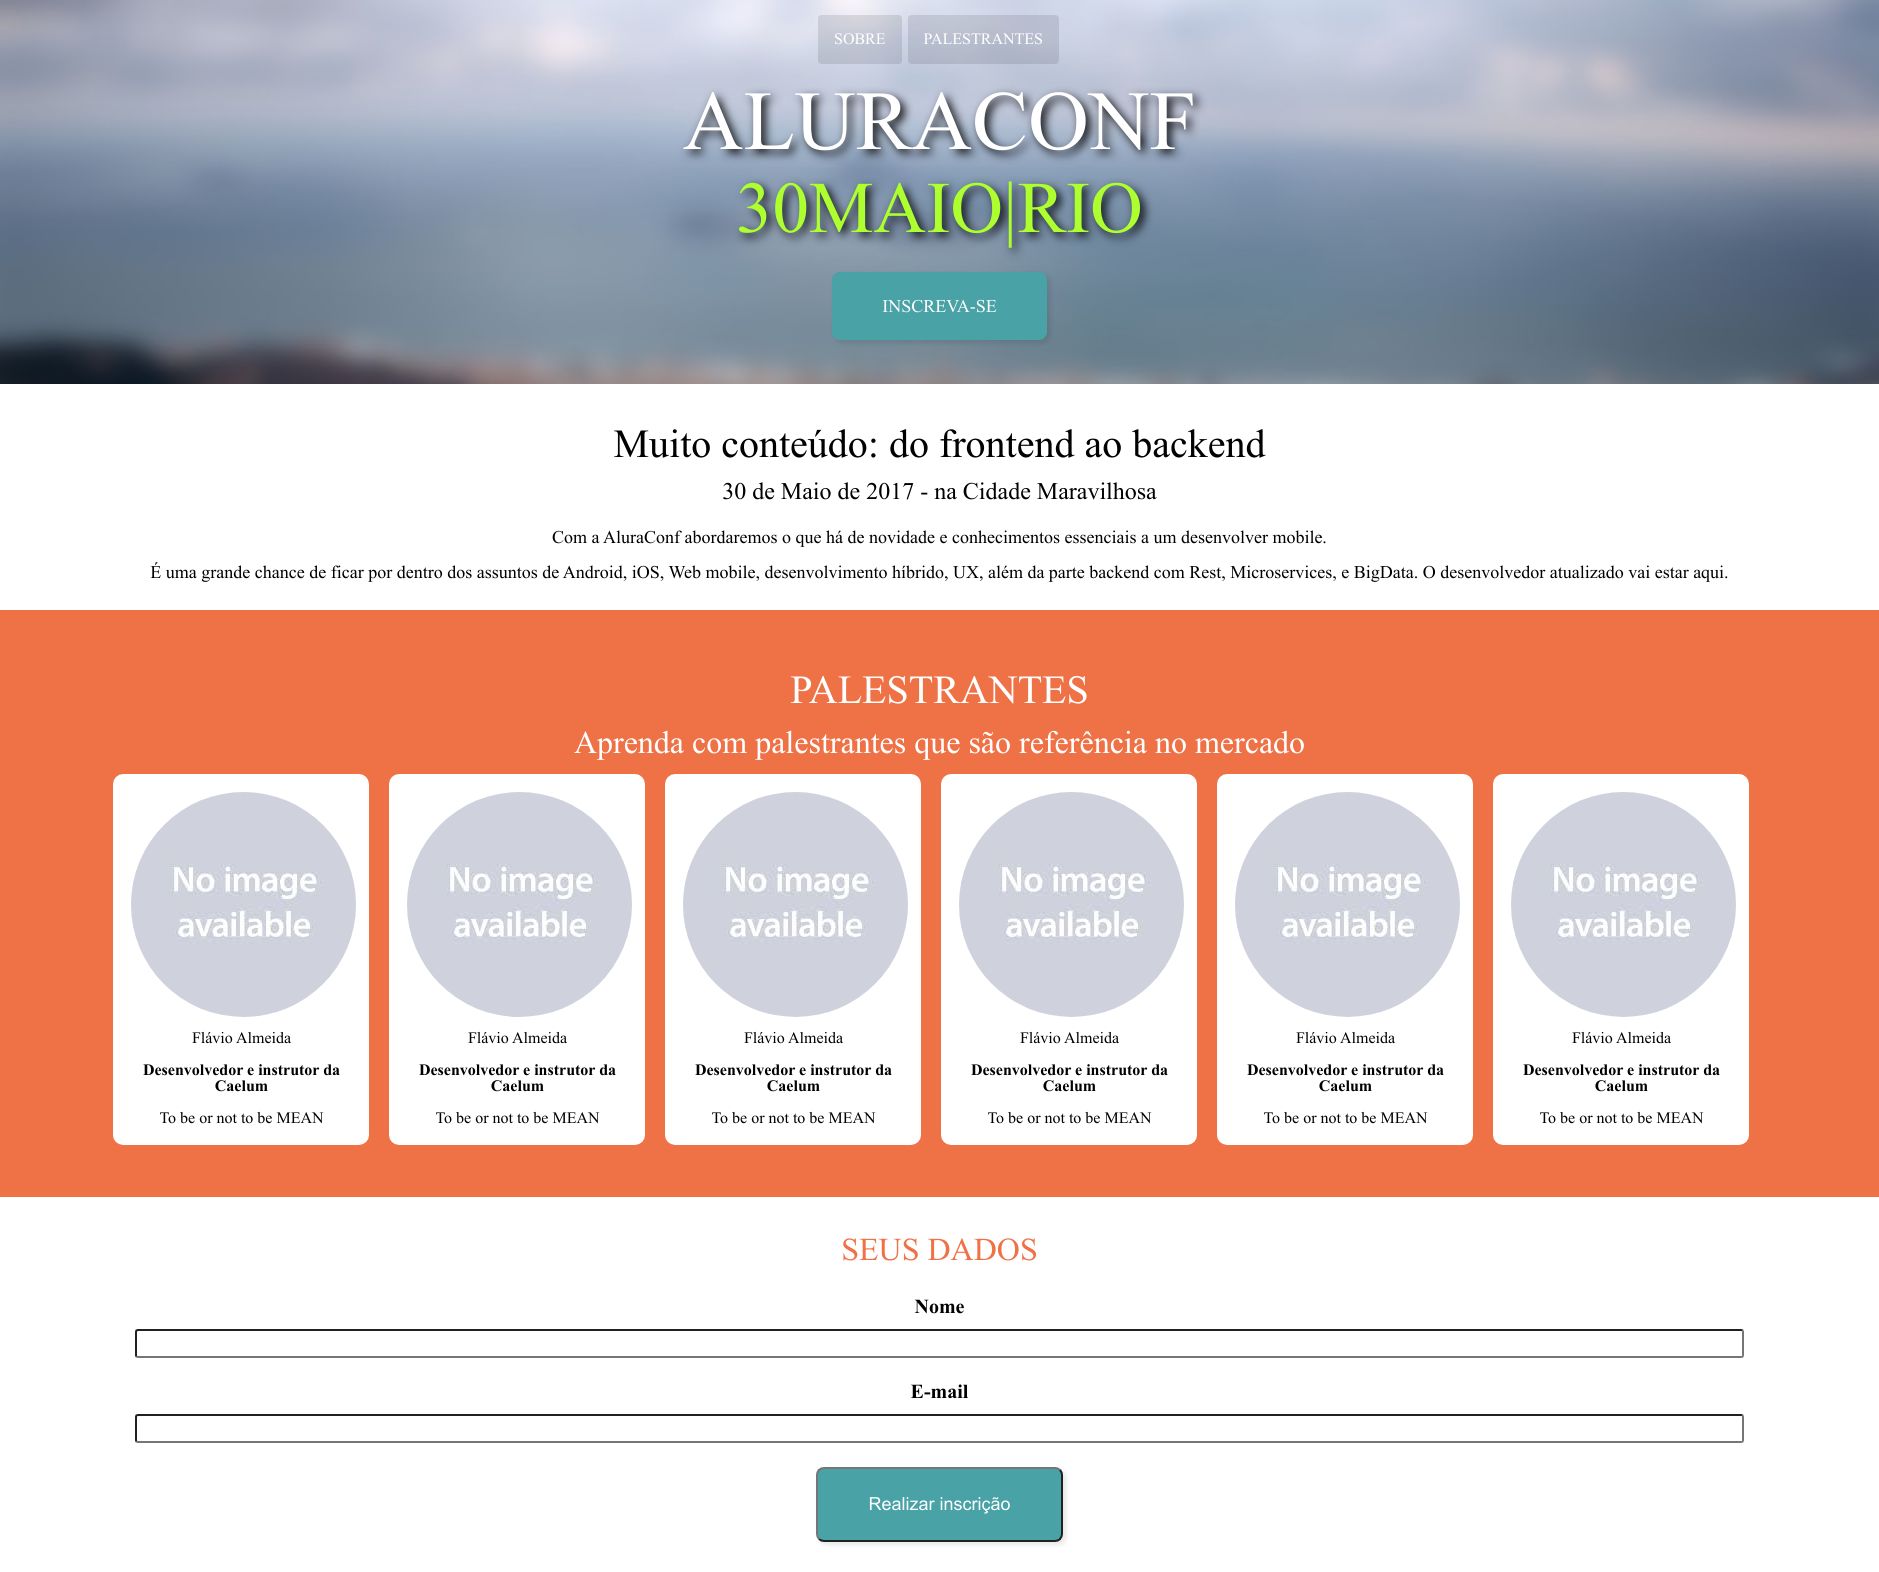 SOBRE PALESTRANTES
ALURACONF
30MAIO|RIO
INSCREVA-SE
Muito conteúdo: do frontend ao backend
30 de Maio de 2017 - na Cidade Maravilhosa
Com a AluraConf abordaremos o que há de novidade e conhecimentos essenciais a um desenvolver mobile.
É uma grande chance de ficar por dentro dos assuntos de Android, iOS, Web mobile, desenvolvimento híbrido, UX, além da parte backend com Rest, Microservices, e BigData. O desenvolvedor atualizado vai estar aqui.
PALESTRANTES
Aprenda com palestrantes que são referência no mercado
No image
available
Flávio Almeida
Desenvolvedor e instrutor da
Caelum
To be or not to be MEAN
No image
available
Flávio Almeida
Desenvolvedor e instrutor da
Caelum
To be or not to be MEAN
No image
available
Flávio Almeida
Desenvolvedor e instrutor da
Caelum
To be or not to be MEAN
No image
available
Flávio Almeida
Desenvolvedor e instrutor da
Caelum
To be or not to be MEAN
No image
available
Flávio Almeida
Desenvolvedor e instrutor da
Caelum
To be or not to be MEAN
No image
available
Flávio Almeida
Desenvolvedor e instrutor da
Caelum
To be or not to be MEAN
SEUS DADOS
Nome
E-mail
Realizar inscrição